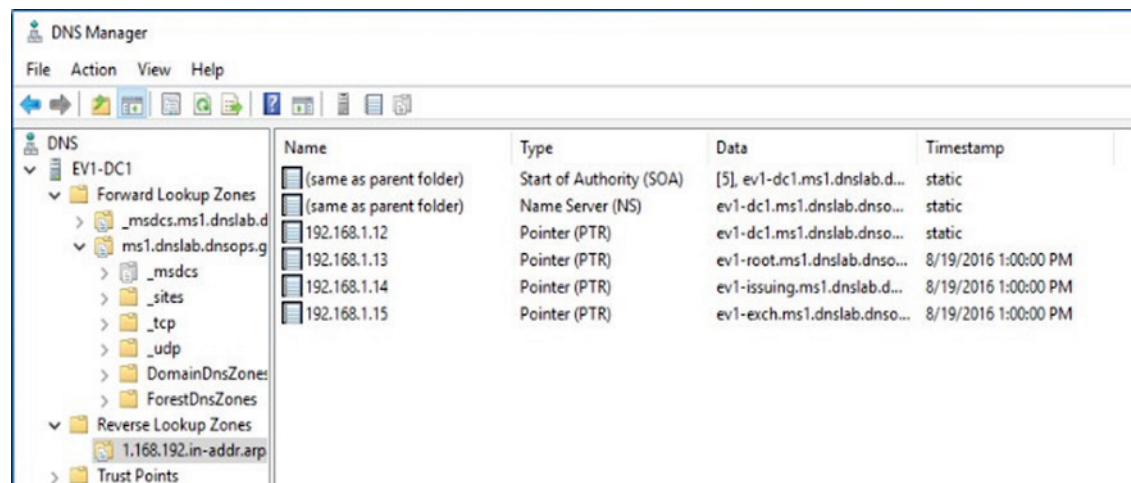 DNS Manager
File Action View Help
DNS
EV1-DC1
Forward Lookup Zones
_msdcs.ms1.dnslab.d
ms1.dnslab.dnsops.g
_msdcs
_sites
_tcp
_udp
DomainDnsZones
ForestDnsZones
Reverse Lookup Zones
1.168.192.in-addr.arp
Trust Points
Name Type Data Timestamp
(same as parent folder) Start of Authority (SOA) [5], ev1-dc1.ms1.dnslab.d... static
(same as parent folder) Name Server (NS) ev1-dc1.ms1.dnslab.dnso... static
192.168.1.12 Pointer (PTR) ev1-dc1.ms1.dnslab.dnso... static
192.168.1.13 Pointer (PTR) ev1-root.ms1.dnslab.dnso... 8/19/2016 1:00:00 PM
192.168.1.14 Pointer (PTR) ev1-issuing.ms1.dnslab.d... 8/19/2016 1:00:00 PM
192.168.1.15 Pointer (PTR) ev1-exch.ms1.dnslab.dnso... 8/19/2016 1:00:00 PM